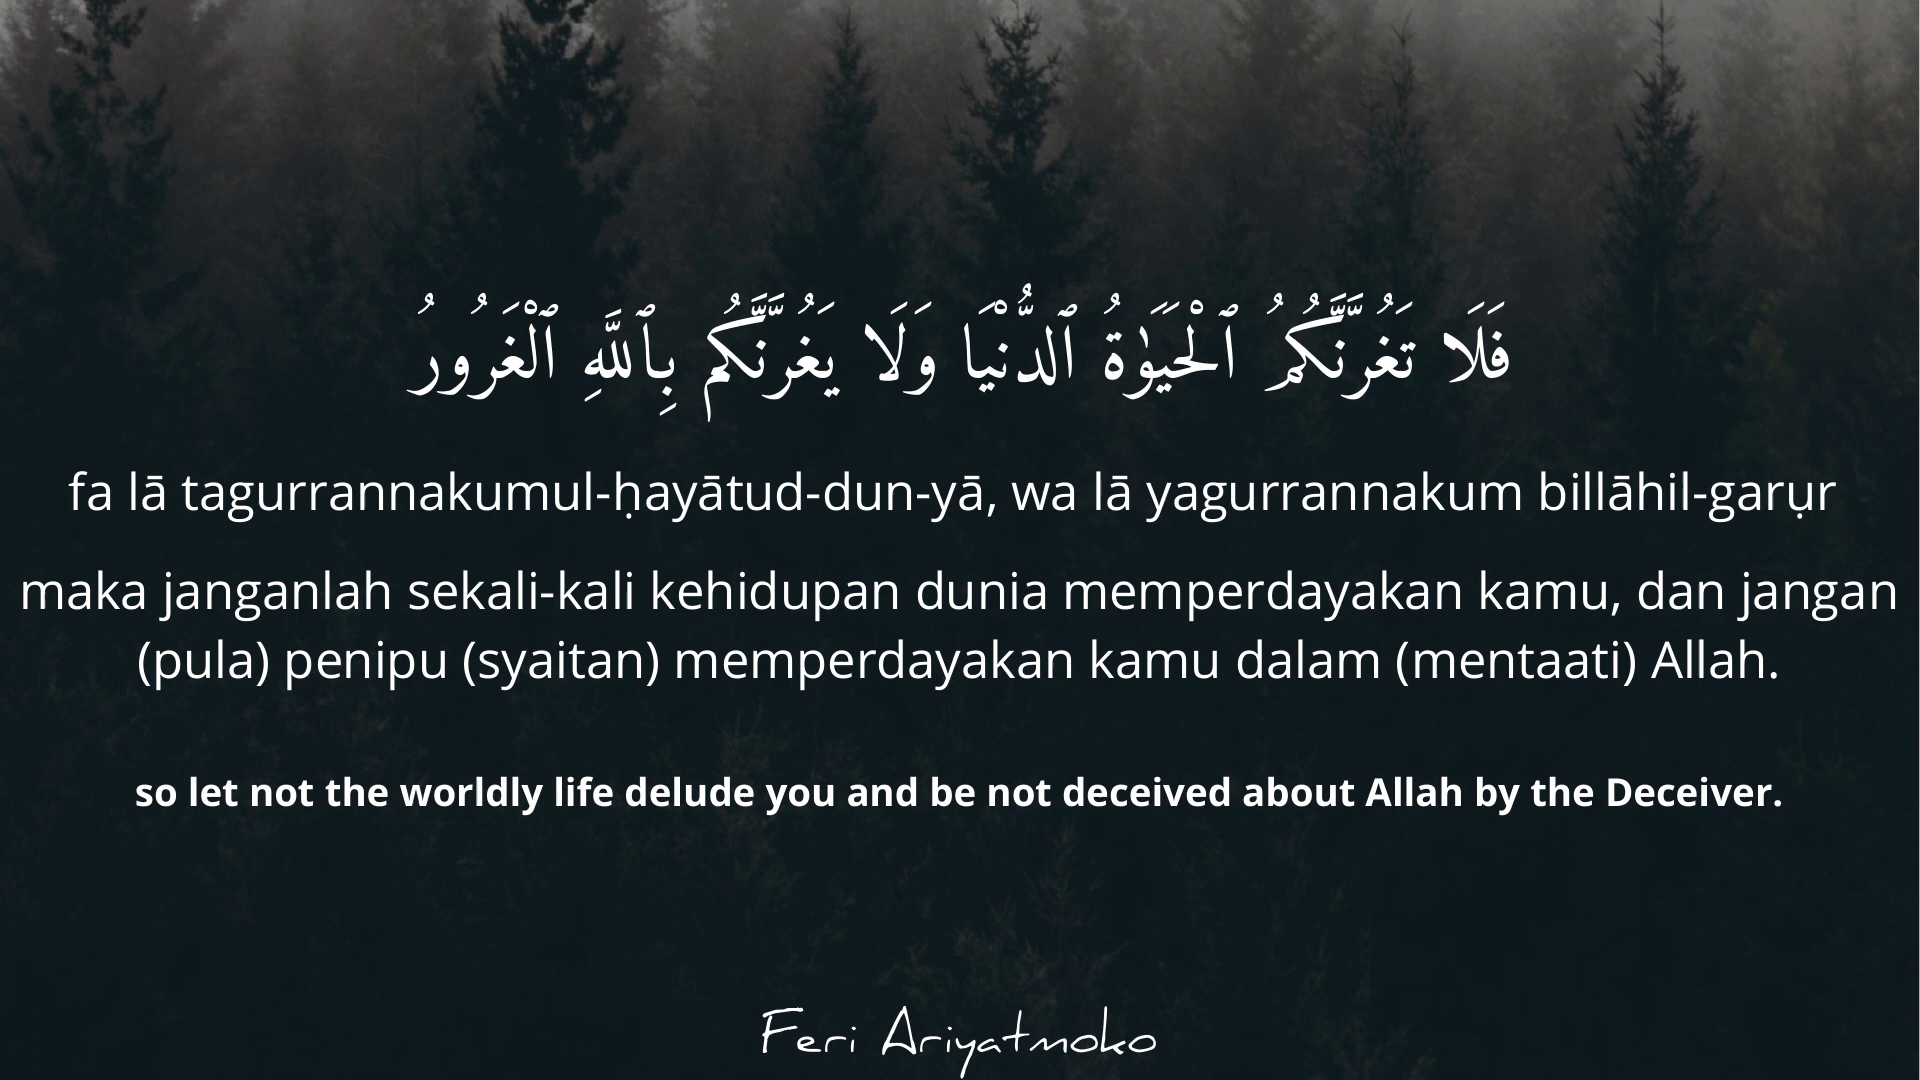 فَلَا تَغُرَّنَّكُمُ ٱلْحَيَوٰةُ ٱلدُّنْيَا وَلَا يَغُرَّنَّكُم بِٱللَّهِ ٱلْغَرُورُ
fa lā tagurrannakumul-ḥayātud-dun-yā, wa lā yagurrannakum billāhil-garụr
maka janganlah sekali-kali kehidupan dunia memperdayakan kamu, dan jangan
(pula) penipu (syaitan) memperdayakan kamu dalam (mentaati) Allah.
so let not the worldly life delude you and be not deceived about Allah by the Deceiver.
Feri Ariyatmoko